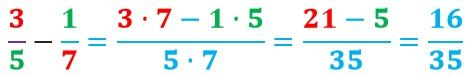 3/5 − 1/7 = (3 · 7 − 1 · 5)/(5 · 7) = (21 − 5)/35 = 16/35